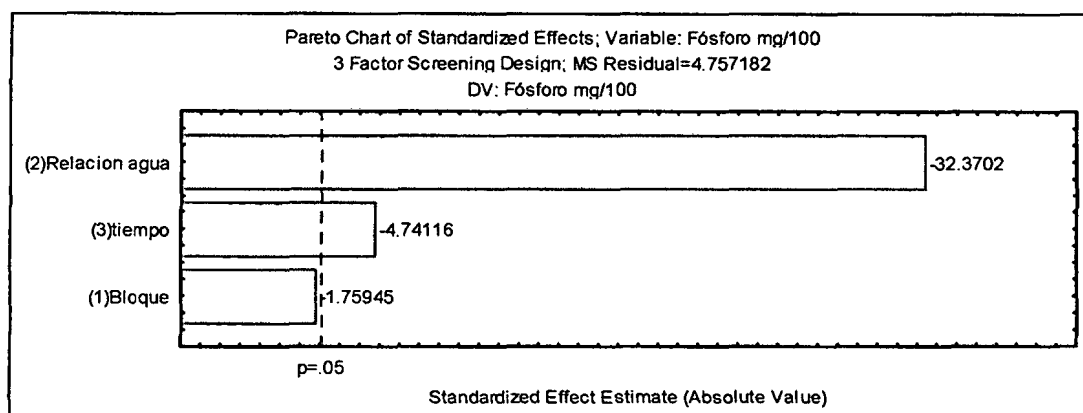 Pareto Chart of Standardized Effects; Variable: Fósforo mg/100
3 Factor Screening Design; MS Residual=4.757182
DV: Fósforo mg/100
(2)Relacion agua
-32.3702
(3)tiempo
-4.74116
(1)Bloque
-1.75945
p=.05
Standardized Effect Estimate (Absolute Value)